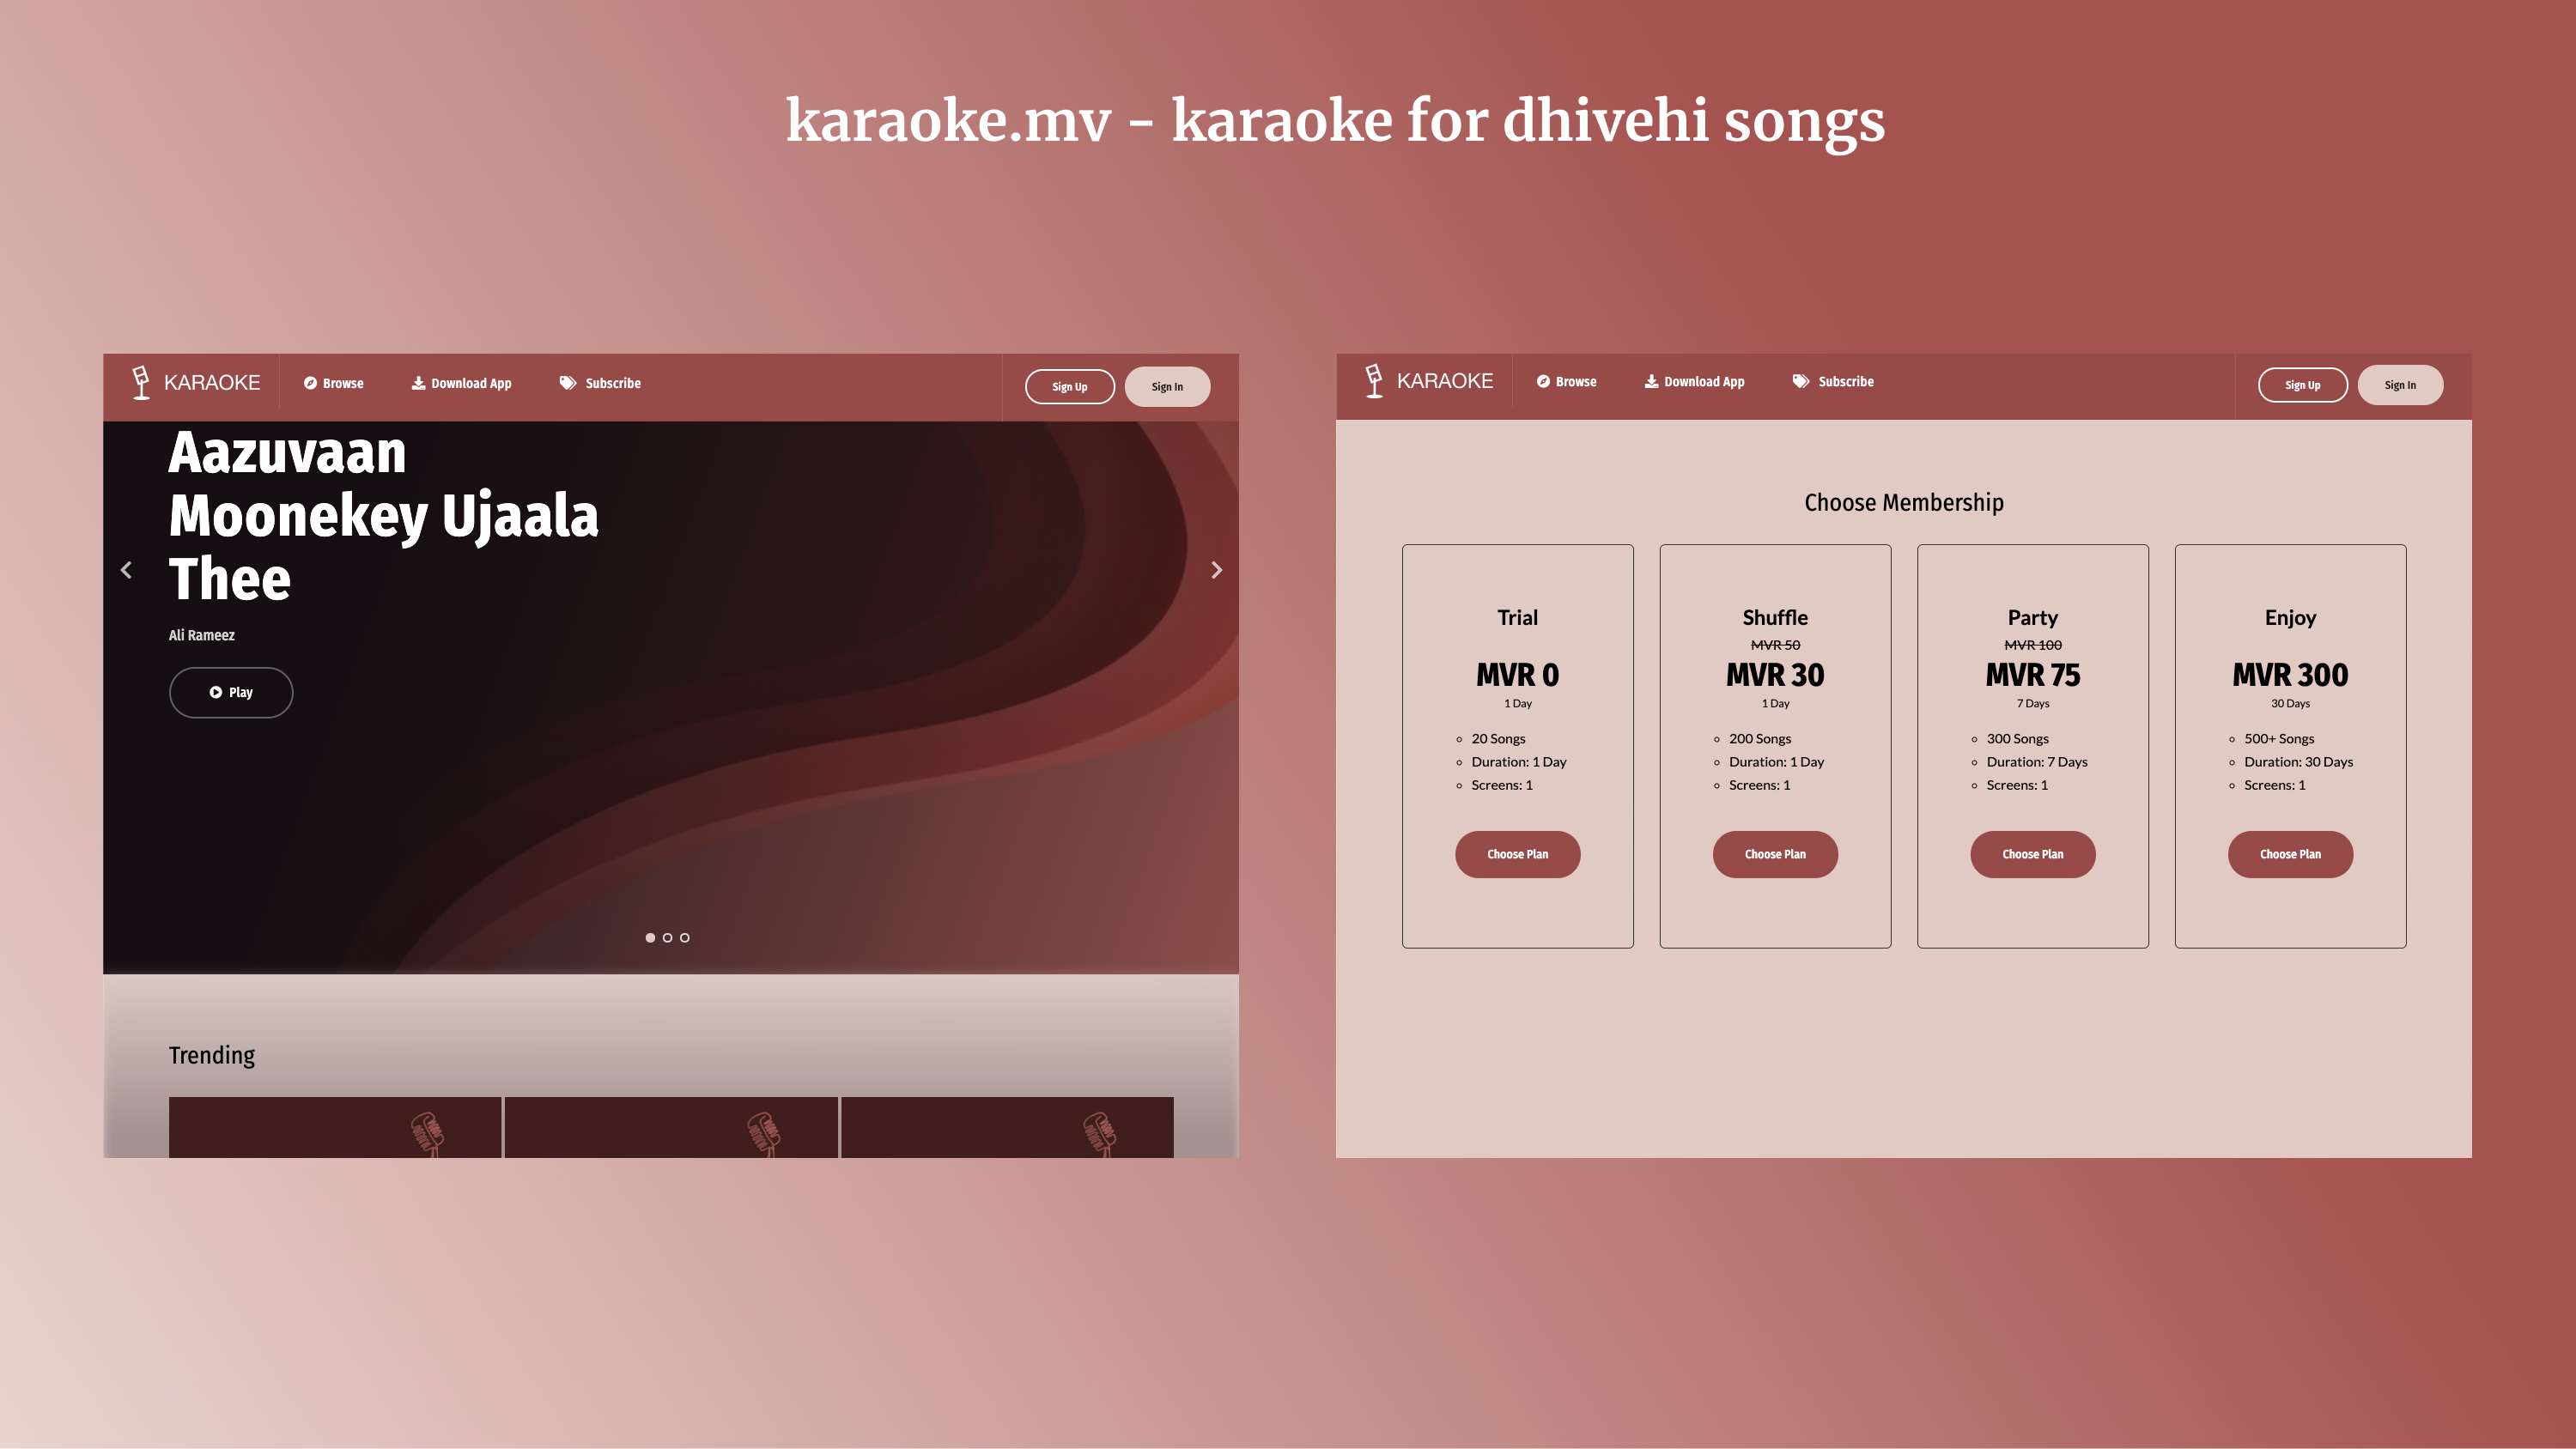 karaoke.mv - karaoke for dhivehi songs
KARAOKE
Browse
Download App
Subscribe
Sign Up
Sign In
Aazuvaan
Moonekey Ujaala
Thee
Ali Rameez
Play
Trending
KARAOKE
Browse
Download App
Subscribe
Sign Up
Sign In
Choose Membership
Trial
MVR 0
1 Day
20 Songs
Duration: 1 Day
Screens: 1
Choose Plan
Shuffle
MVR 50
MVR 30
1 Day
200 Songs
Duration: 1 Day
Screens: 1
Choose Plan
Party
MVR 100
MVR 75
7 Days
300 Songs
Duration: 7 Days
Screens: 1
Choose Plan
Enjoy
MVR 300
30 Days
500+ Songs
Duration: 30 Days
Screens: 1
Choose Plan